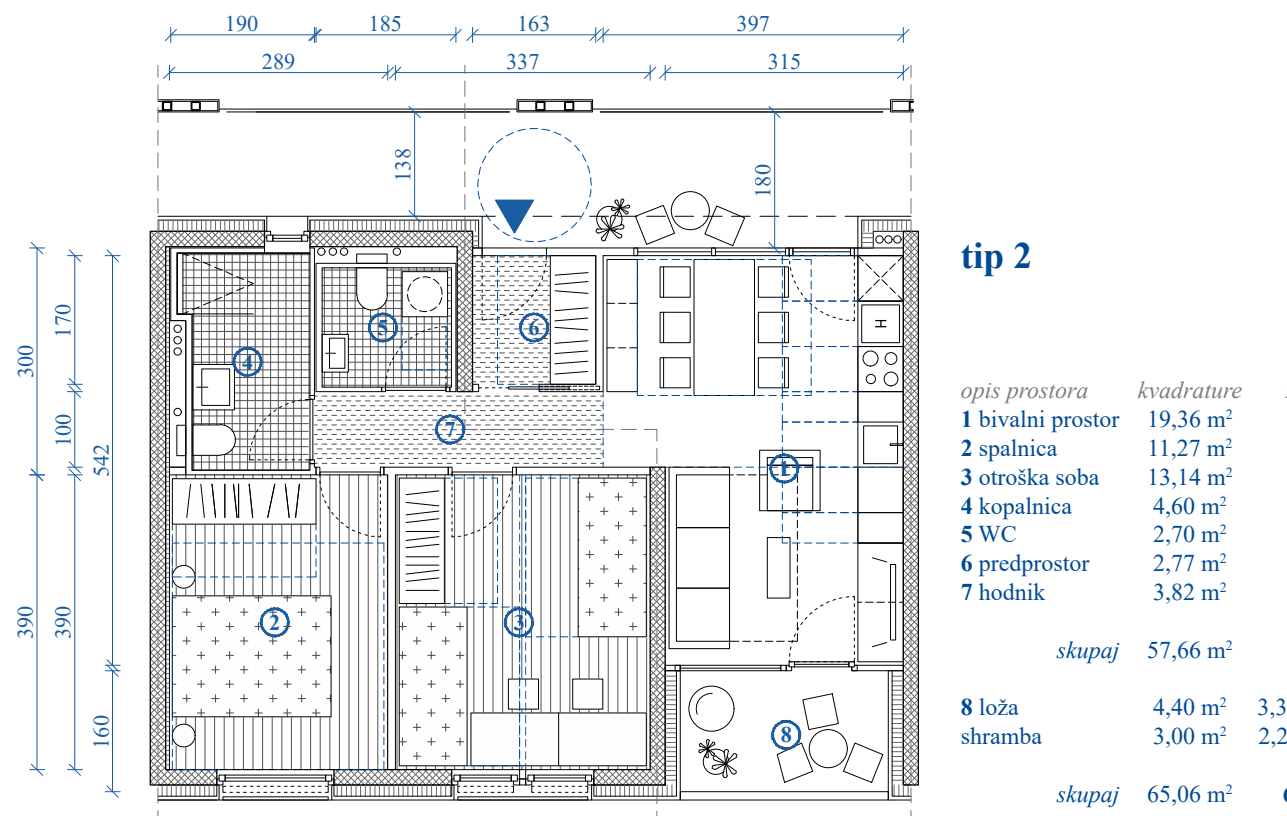 190 185 163 397
289 337 315
138 180
tip 2
300 170 100 542 390 390 160
4 5 6 7 1 2 3 8
H
opis prostora kvadrature
1 bivalni prostor 19,36 m²
2 spalnica 11,27 m²
3 otroška soba 13,14 m²
4 kopalnica 4,60 m²
5 WC 2,70 m²
6 predprostor 2,77 m²
7 hodnik 3,82 m²
skupaj 57,66 m²
8 loža 4,40 m² 3,3
shramba 3,00 m² 2,2
skupaj 65,06 m²